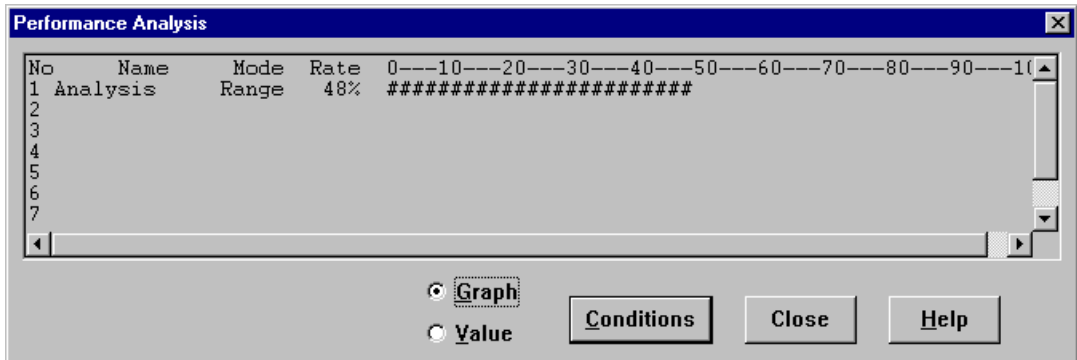 Performance Analysis
No Name Mode Rate 0---10---20---30---40---50---60---70---80---90---10
1 Analysis Range 48% ########################
2
3
4
5
6
7
Graph
Value
Conditions
Close
Help